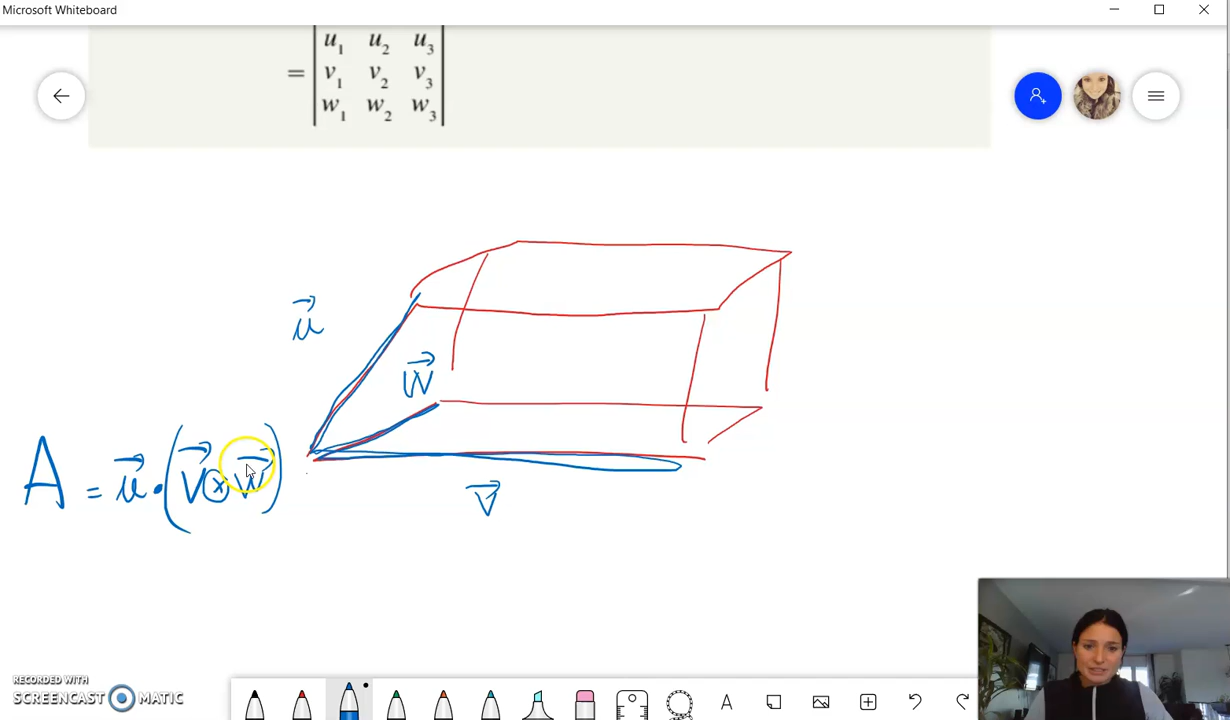 Microsoft Whiteboard
u₁ u₂ u₃
= v₁ v₂ v₃
w₁ w₂ w₃
u⃗
w⃗
A = u⃗ · (v⃗ × w⃗)
v⃗
RECORDED WITH
SCREENCAST MATIC
A